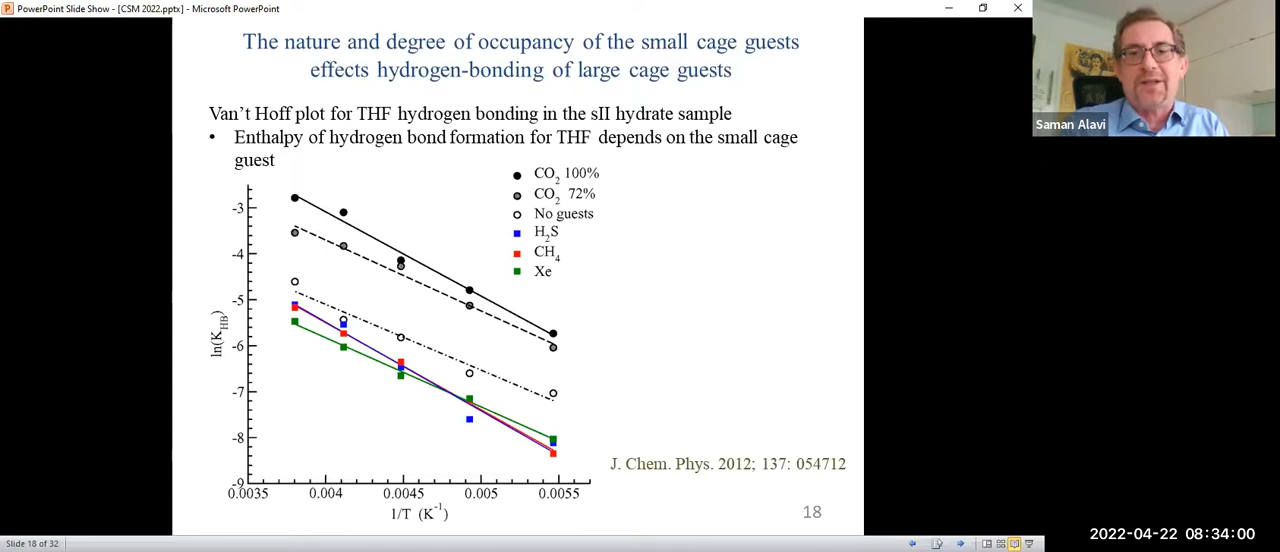 PowerPoint Slide Show - [CSM 2022.pptx] - Microsoft PowerPoint
The nature and degree of occupancy of the small cage guests
effects hydrogen-bonding of large cage guests
Saman Alavi
Van't Hoff plot for THF hydrogen bonding in the sII hydrate sample
• Enthalpy of hydrogen bond formation for THF depends on the small cage
guest
CO2 100%
CO2 72%
No guests
H2S
CH4
Xe
-3
-4
-5
-6
-7
-8
-9
ln(KHB)
0.0035 0.004 0.0045 0.005 0.0055
1/T (K-1)
J. Chem. Phys. 2012; 137: 054712
18
2022-04-22 08:34:00
Slide 18 of 32